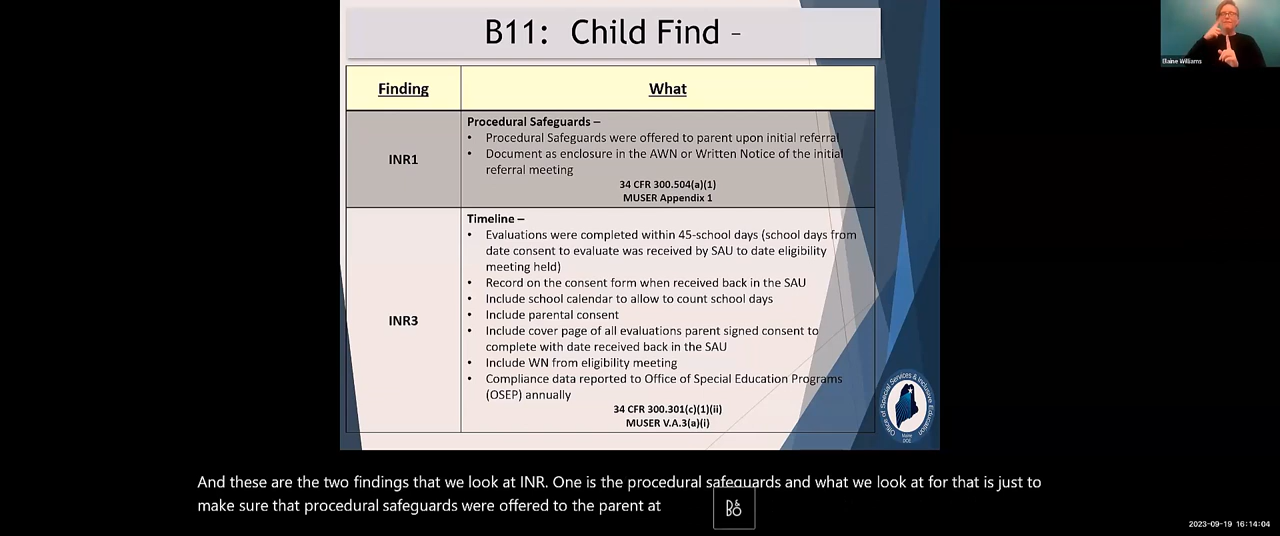 B11: Child Find -
Elaine Williams
Finding
What
INR1
Procedural Safeguards –
• Procedural Safeguards were offered to parent upon initial referral
• Document as enclosure in the AWN or Written Notice of the initial
referral meeting
34 CFR 300.504(a)(1)
MUSER Appendix 1
INR3
Timeline –
• Evaluations were completed within 45-school days (school days from
date consent to evaluate was received by SAU to date eligibility
meeting held)
• Record on the consent form when received back in the SAU
• Include school calendar to allow to count school days
• Include parental consent
• Include cover page of all evaluations parent signed consent to
complete with date received back in the SAU
• Include WN from eligibility meeting
• Compliance data reported to Office of Special Education Programs
(OSEP) annually
34 CFR 300.301(c)(1)(ii)
MUSER V.A.3(a)(i)
Office of Special Services & Inclusive Education
Maine
DOE
And these are the two findings that we look at INR. One is the procedural safeguards and what we look at for that is just to
make sure that procedural safeguards were offered to the parent at
B&O
2023-09-19 16:14:04